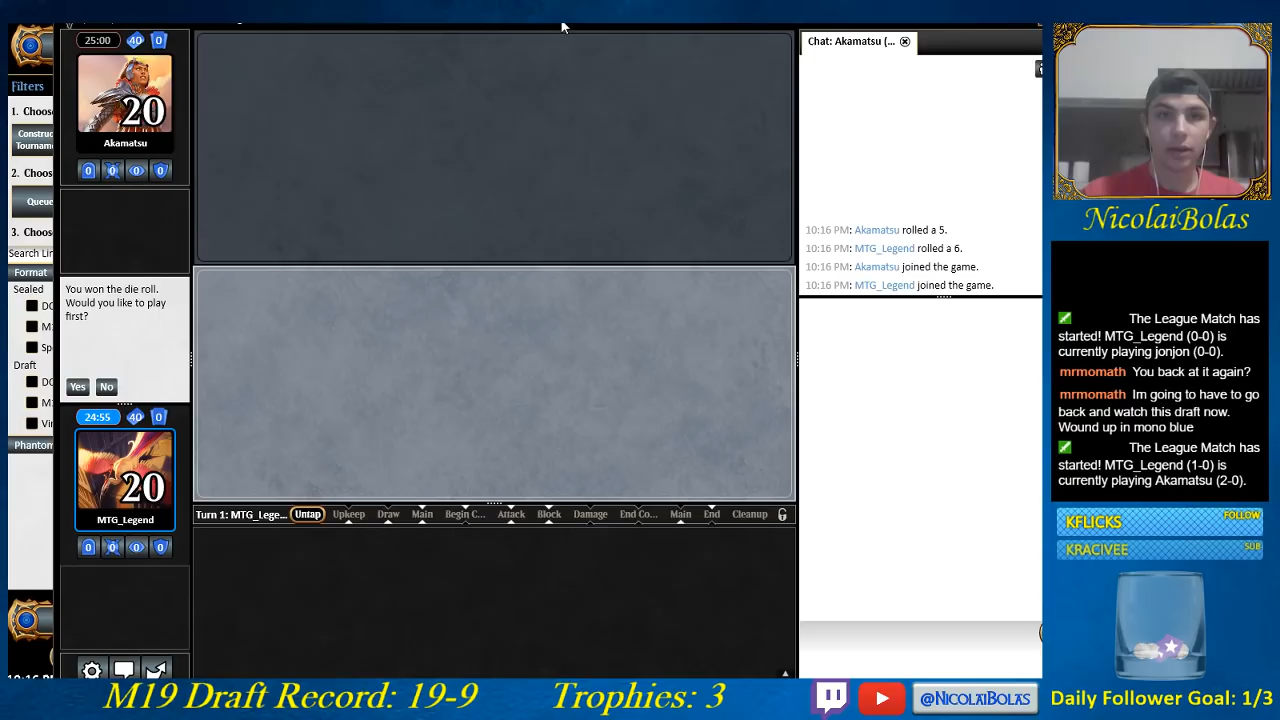 25:00 40 0
20
Akamatsu
0 0 0 0
Filters
1. Choos
Construc
Tourname
2. Choos
Queue
3. Choos
Search Lin
Format
Sealed
DO
M
Sp
Draft
DO
M
Vin
Phantom
You won the die roll.
Would you like to play
first?
Yes No
24:55 40 0
20
MTG_Legend
0 0 0 0
Turn 1: MTG_Lege... Untap Upkeep Draw Main Begin C... Attack Block Damage End Co... Main End Cleanup
Chat: Akamatsu (...
10:16 PM: Akamatsu rolled a 5.
10:16 PM: MTG_Legend rolled a 6.
10:16 PM: Akamatsu joined the game.
10:16 PM: MTG_Legend joined the game.
NicolaiBolas
The League Match has
started! MTG_Legend (0-0) is
currently playing jonjon (0-0).
mrmomath You back at it again?
mrmomath Im going to have to go
back and watch this draft now.
Wound up in mono blue
The League Match has
started! MTG_Legend (1-0) is
currently playing Akamatsu (2-0).
KFLICKS FOLLOW
KRACIVEE SUB
M19 Draft Record: 19-9 Trophies: 3 @NicolaiBolas Daily Follower Goal: 1/3